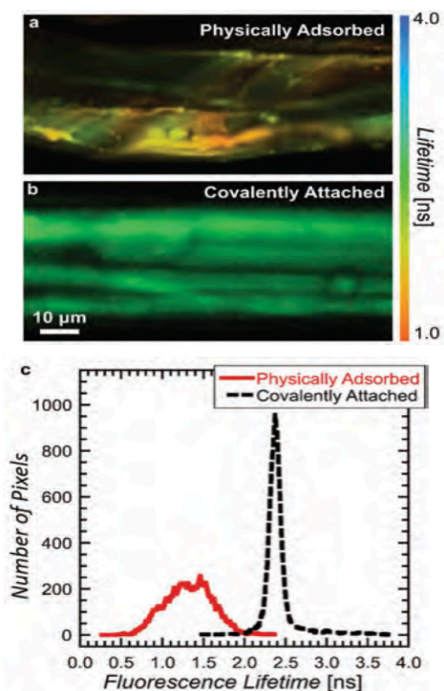 a
Physically Adsorbed
b
Covalently Attached
10 µm
4.0
Lifetime [ns]
1.0
c
Physically Adsorbed
Covalently Attached
1000
800
600
400
200
0
Number of Pixels
0.0 0.5 1.0 1.5 2.0 2.5 3.0 3.5 4.0
Fluorescence Lifetime [ns]